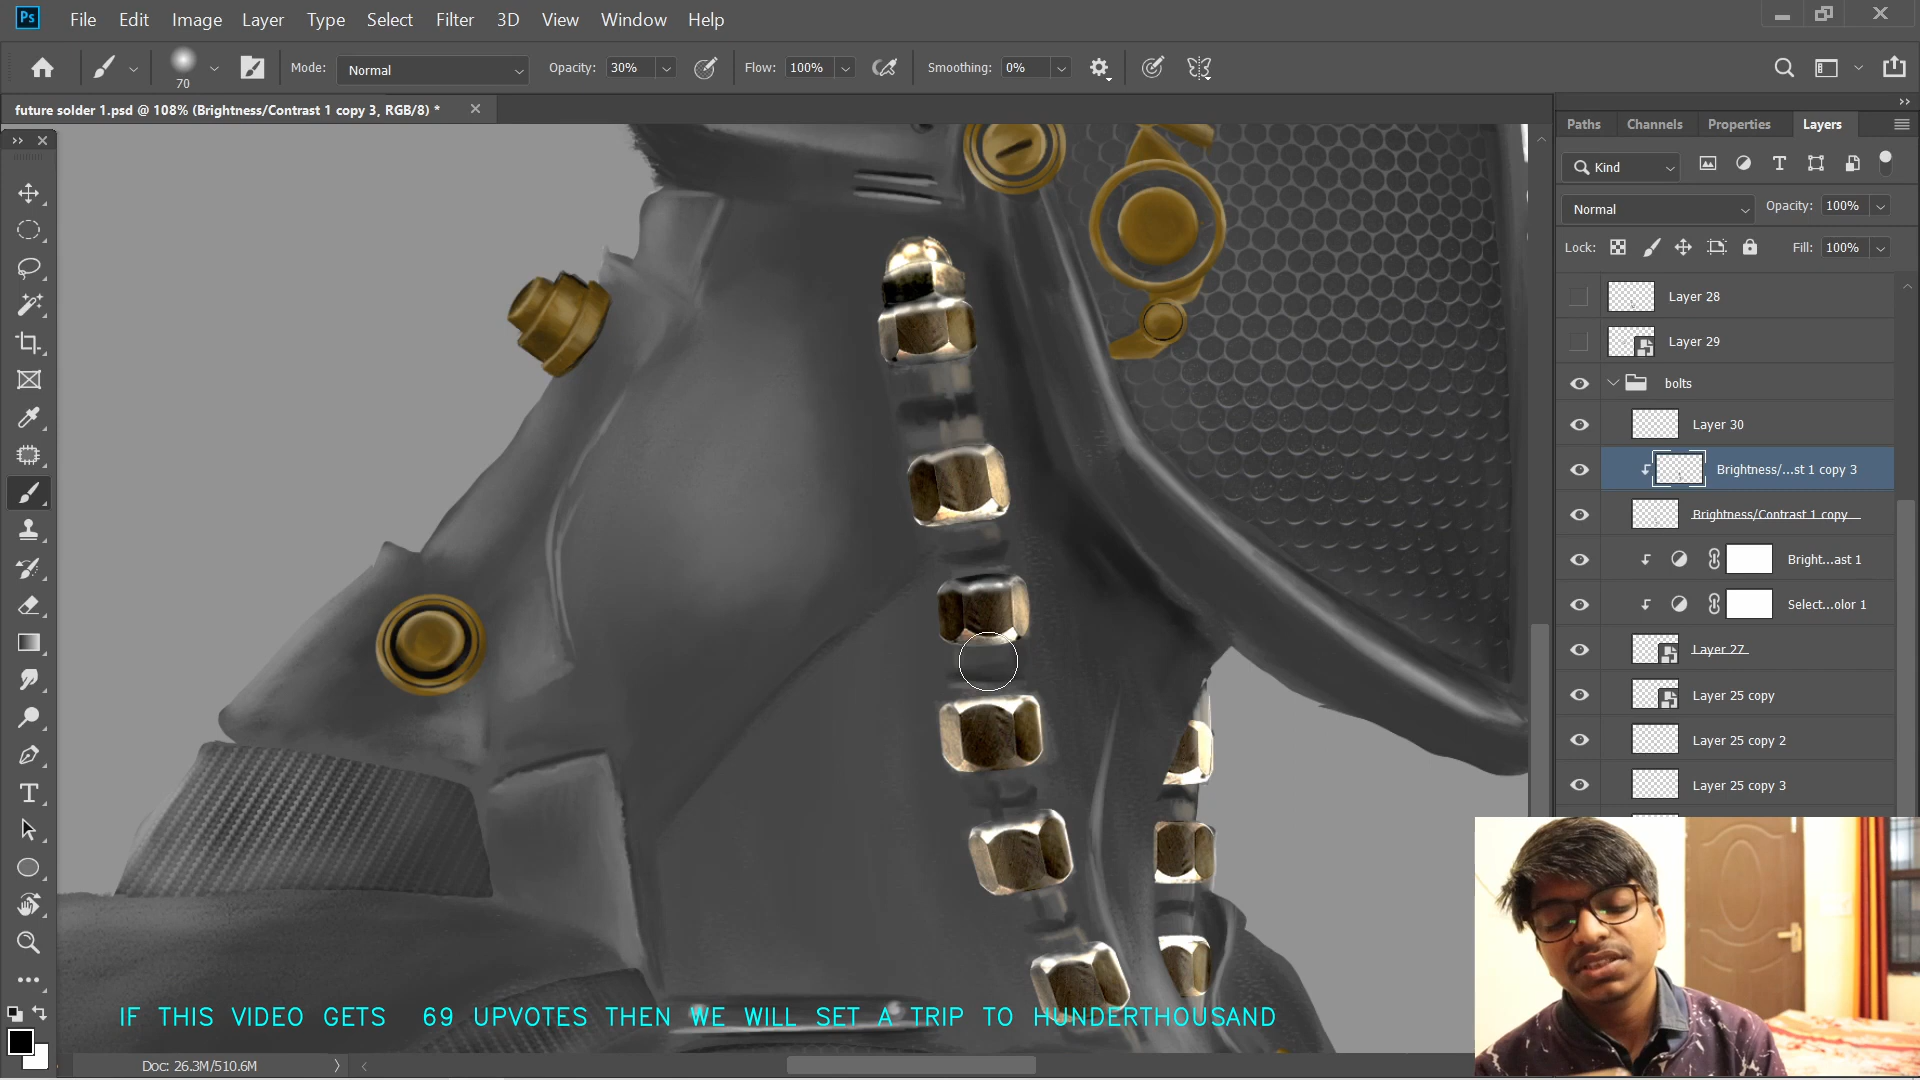 Ps File Edit Image Layer Type Select Filter 3D View Window Help
70 Mode: Normal Opacity: 30% Flow: 100% Smoothing: 0%
future solder 1.psd @ 108% (Brightness/Contrast 1 copy 3, RGB/8) *
Paths Channels Properties Layers
Kind
Normal Opacity: 100%
Lock: Fill: 100%
Layer 28
Layer 29
bolts
Layer 30
Brightness/...st 1 copy 3
Brightness/Contrast 1 copy
Bright...ast 1
Select...olor 1
Layer 27
Layer 25 copy
Layer 25 copy 2
Layer 25 copy 3
IF THIS VIDEO GETS 69 UPVOTES THEN WE WILL SET A TRIP TO HUNDERTHOUSAND
Doc: 26.3M/510.6M